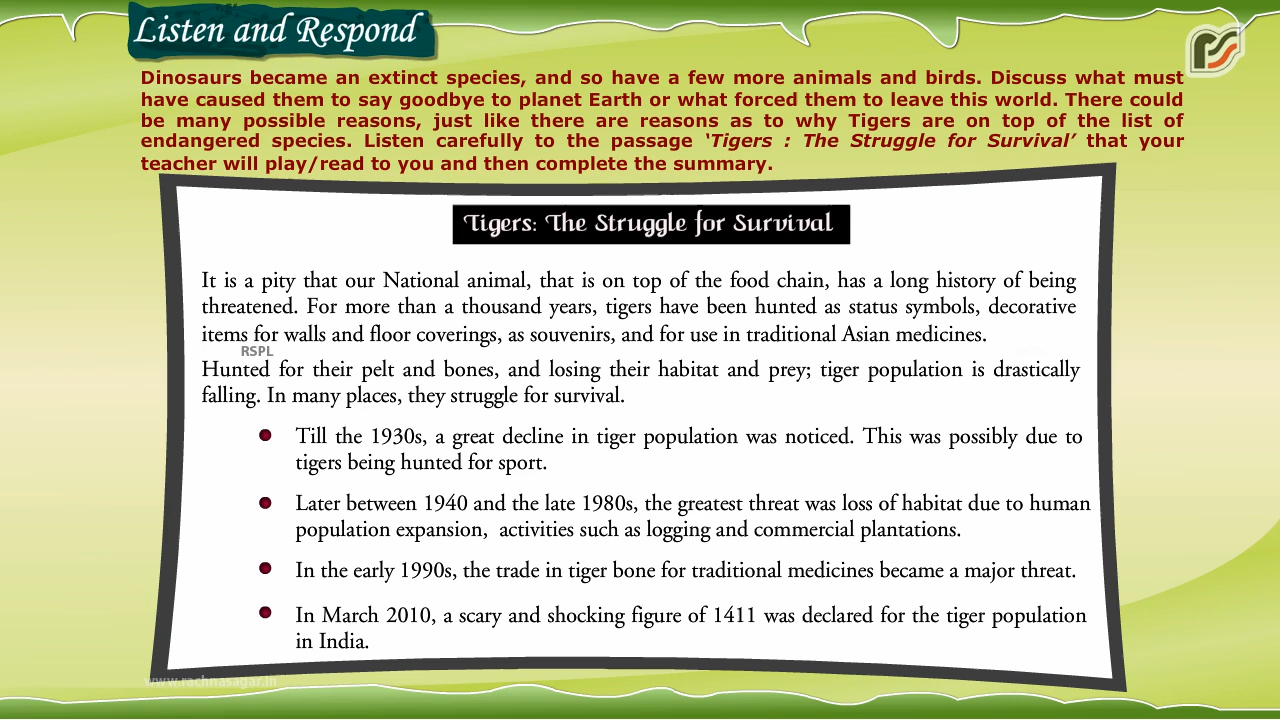 Listen and Respond
Dinosaurs became an extinct species, and so have a few more animals and birds. Discuss what must
have caused them to say goodbye to planet Earth or what forced them to leave this world. There could
be many possible reasons, just like there are reasons as to why Tigers are on top of the list of
endangered species. Listen carefully to the passage ‘Tigers : The Struggle for Survival’ that your
teacher will play/read to you and then complete the summary.
Tigers: The Struggle for Survival
It is a pity that our National animal, that is on top of the food chain, has a long history of being
threatened. For more than a thousand years, tigers have been hunted as status symbols, decorative
items for walls and floor coverings, as souvenirs, and for use in traditional Asian medicines.
RSPL
Hunted for their pelt and bones, and losing their habitat and prey; tiger population is drastically
falling. In many places, they struggle for survival.
Till the 1930s, a great decline in tiger population was noticed. This was possibly due to
tigers being hunted for sport.
Later between 1940 and the late 1980s, the greatest threat was loss of habitat due to human
population expansion, activities such as logging and commercial plantations.
In the early 1990s, the trade in tiger bone for traditional medicines became a major threat.
In March 2010, a scary and shocking figure of 1411 was declared for the tiger population
in India.
www.rachnasagar.in